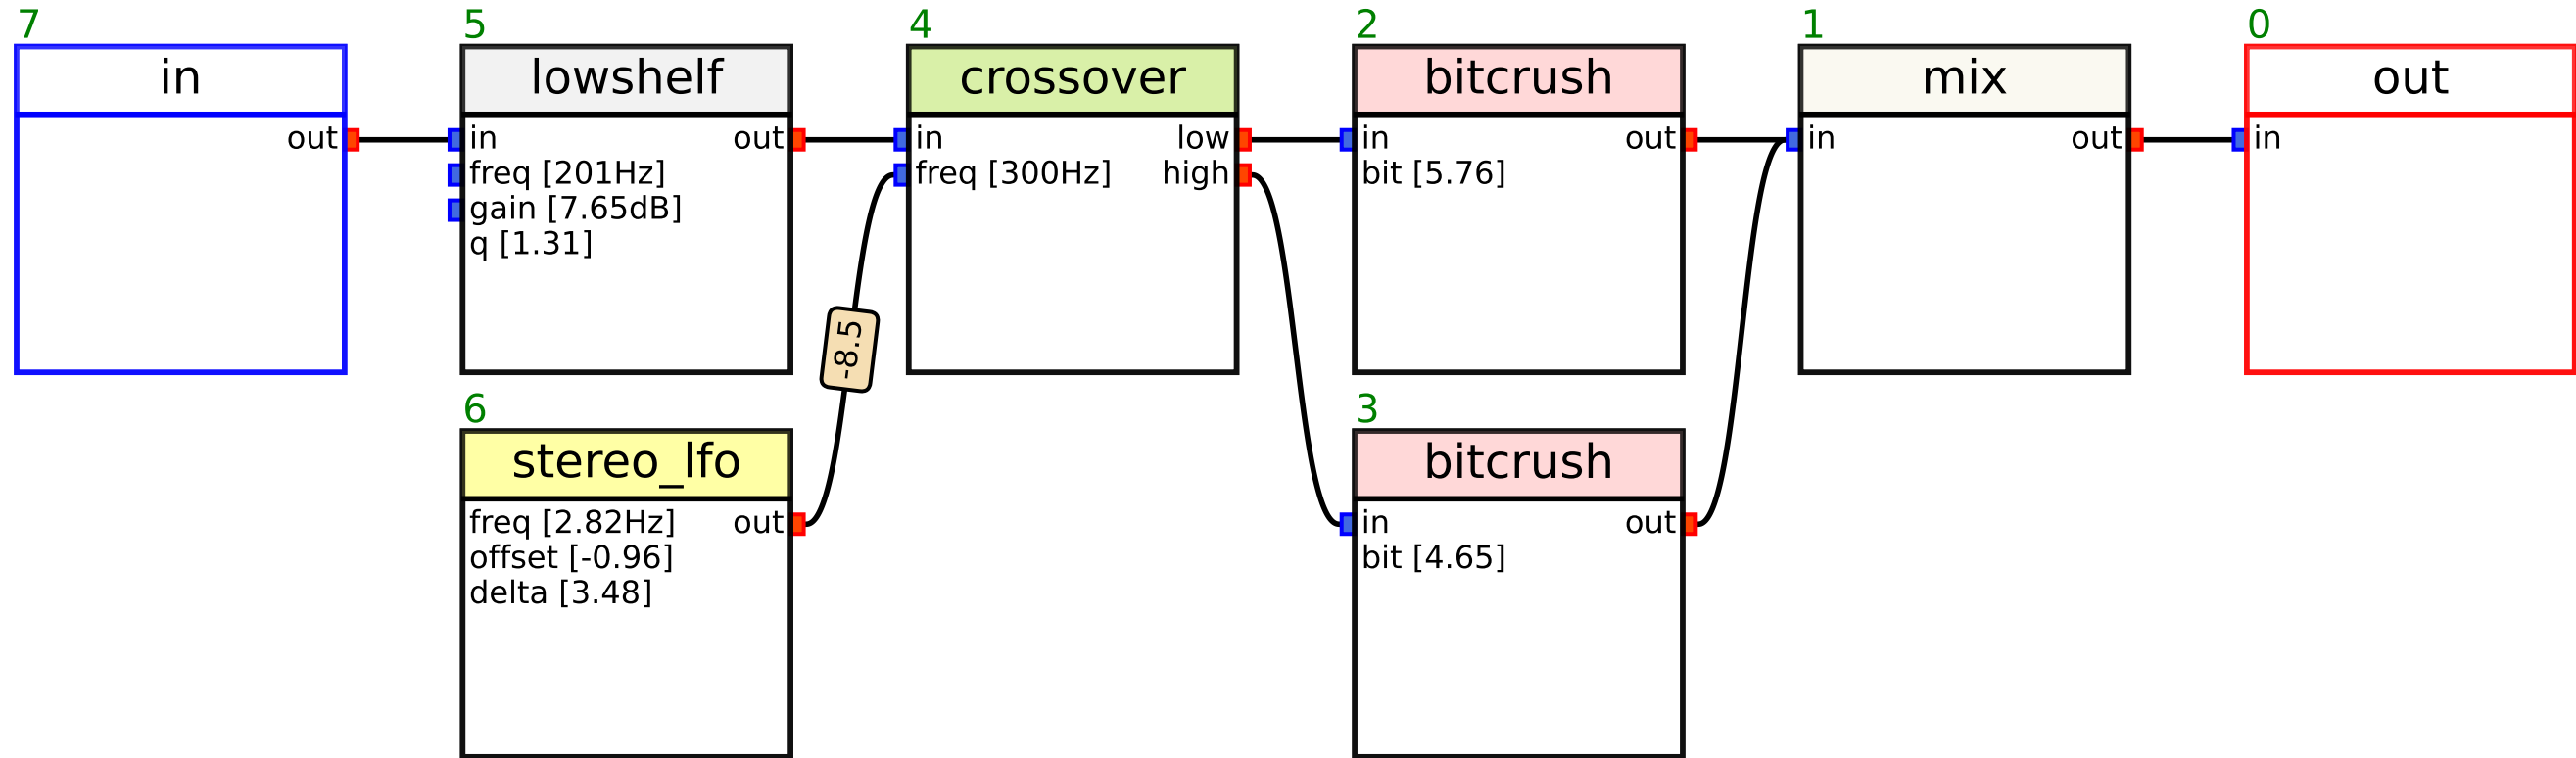 7
in
out
5
lowshelf
in
out
freq [201Hz]
gain [7.65dB]
q [1.31]
4
crossover
in
low
freq [300Hz]
high
2
bitcrush
in
out
bit [5.76]
1
mix
in
out
0
out
in
-8.5
6
stereo_lfo
freq [2.82Hz]
out
offset [-0.96]
delta [3.48]
3
bitcrush
in
out
bit [4.65]